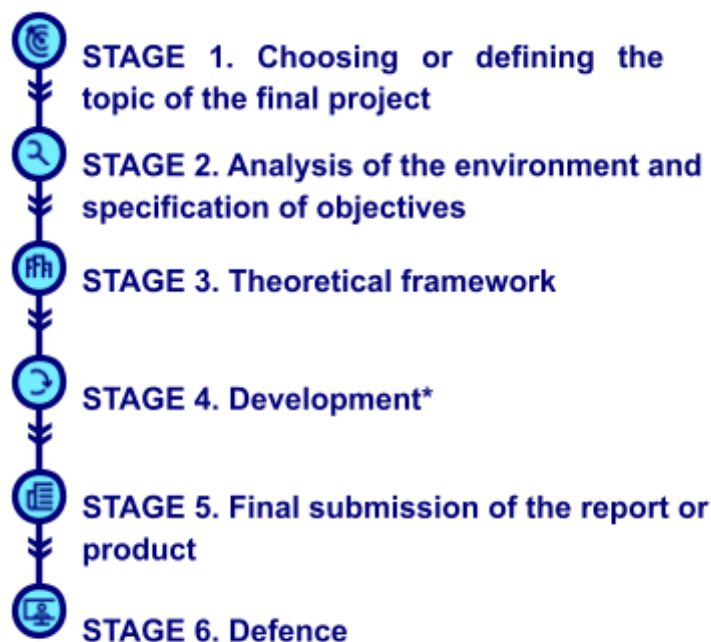 STAGE 1. Choosing or defining the
topic of the final project
STAGE 2. Analysis of the environment and
specification of objectives
STAGE 3. Theoretical framework
STAGE 4. Development*
STAGE 5. Final submission of the report or
product
STAGE 6. Defence